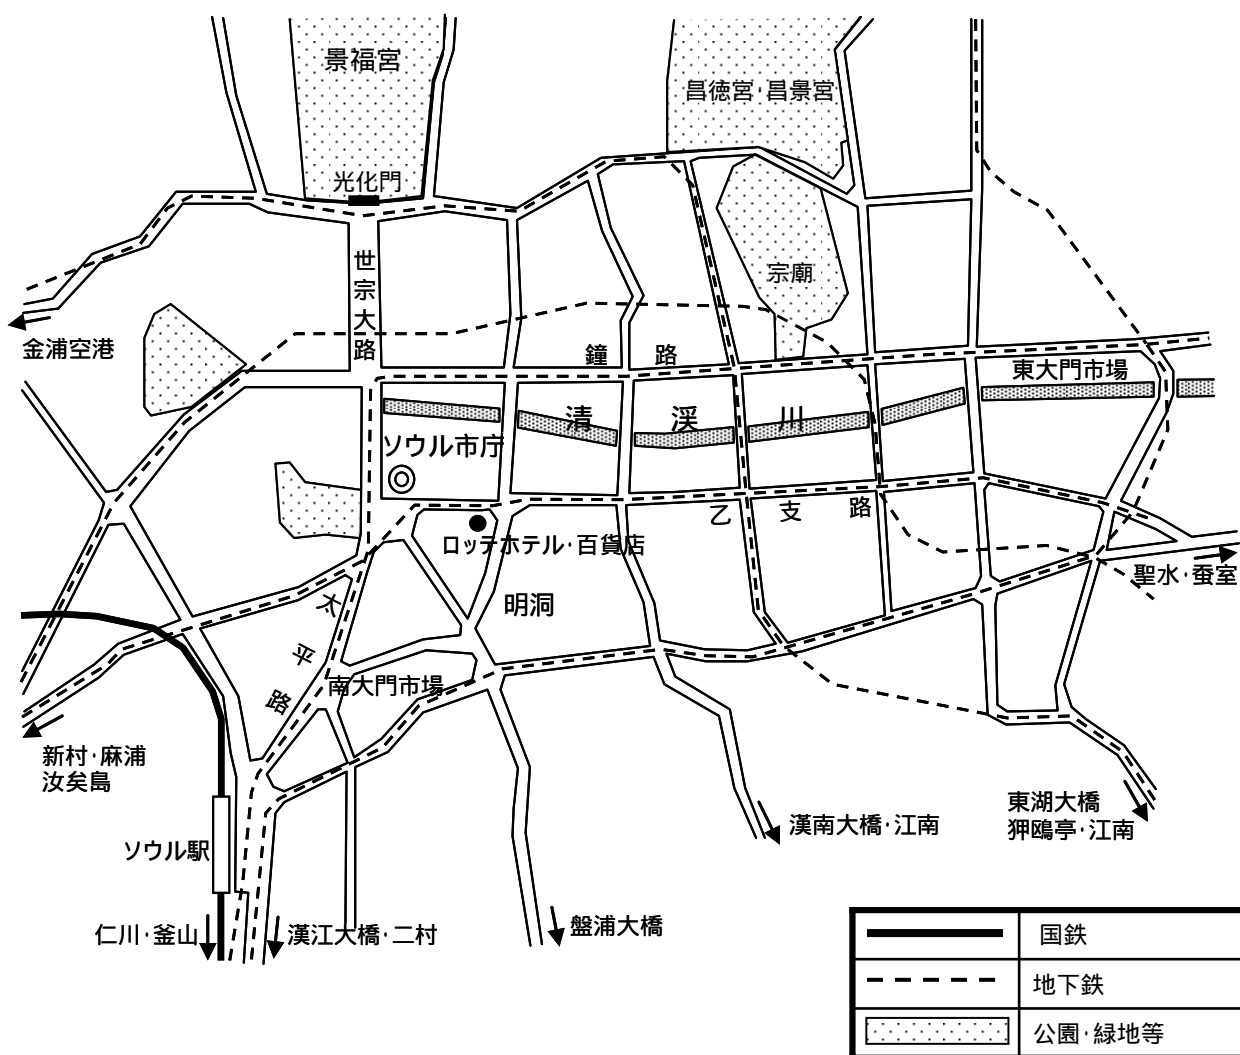 景福宮
昌徳宮·昌景宮
光化門
宗廟
世宗大路
金浦空港
鐘路
東大門市場
清渓川
ソウル市庁
乙支路
ロッテホテル·百貨店
聖水·蚕室
太平路
明洞
南大門市場
新村·麻浦
汝矣島
東湖大橋
狎鴎亭·江南
漢南大橋·江南
ソウル駅
仁川·釜山
漢江大橋·二村
盤浦大橋
国鉄
地下鉄
公園·緑地等